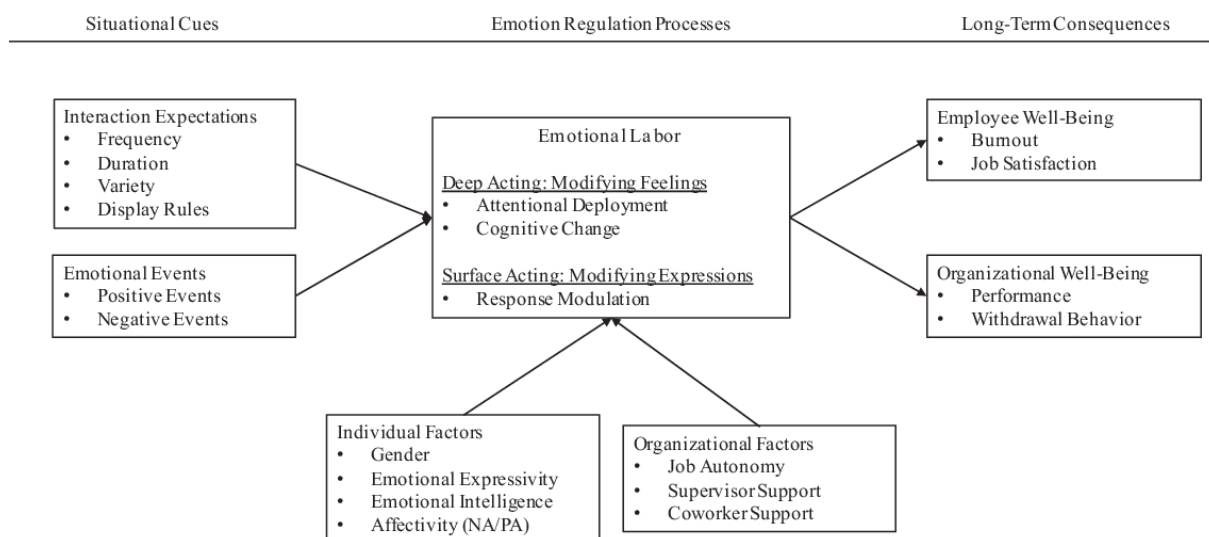 Situational Cues
Emotion Regulation Processes
Long-Term Consequences
Interaction Expectations
• Frequency
• Duration
• Variety
• Display Rules
Emotional Events
• Positive Events
• Negative Events
Emotional Labor
Deep Acting: Modifying Feelings
• Attentional Deployment
• Cognitive Change
Surface Acting: Modifying Expressions
• Response Modulation
Employee Well-Being
• Burnout
• Job Satisfaction
Organizational Well-Being
• Performance
• Withdrawal Behavior
Individual Factors
• Gender
• Emotional Expressivity
• Emotional Intelligence
• Affectivity (NA/PA)
Organizational Factors
• Job Autonomy
• Supervisor Support
• Coworker Support